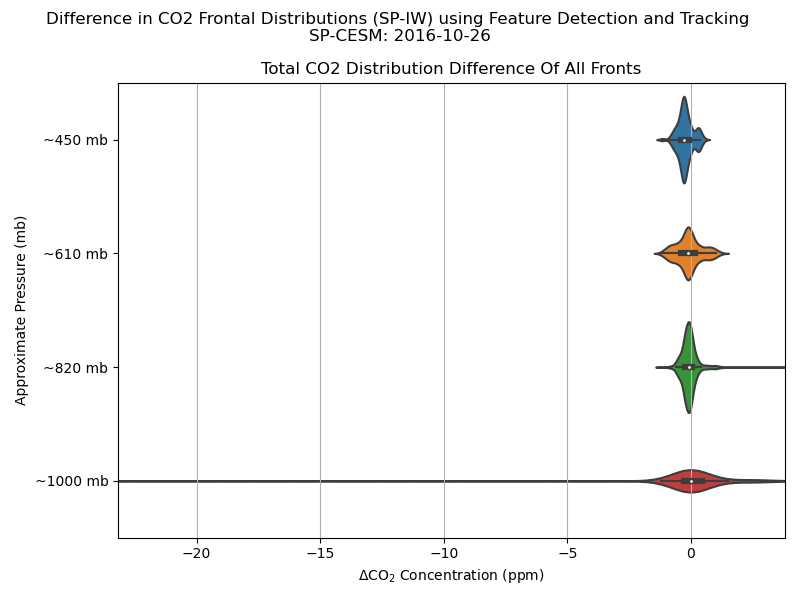 Difference in CO2 Frontal Distributions (SP-IW) using Feature Detection and Tracking
SP-CESM: 2016-10-26
Total CO2 Distribution Difference Of All Fronts
Approximate Pressure (mb)
~450 mb
~610 mb
~820 mb
~1000 mb
−20
−15
−10
−5
0
ΔCO₂ Concentration (ppm)